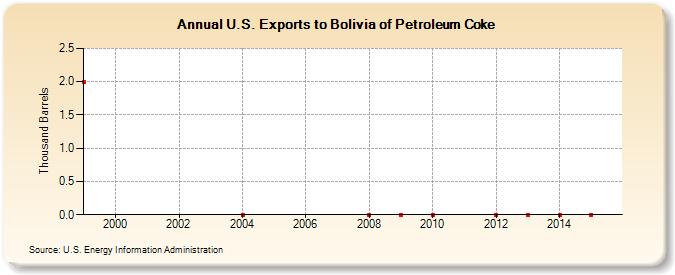 Annual U.S. Exports to Bolivia of Petroleum Coke
Thousand Barrels
2.5
2.0
1.5
1.0
0.5
0.0
2000 2002 2004 2006 2008 2010 2012 2014
Source: U.S. Energy Information Administration